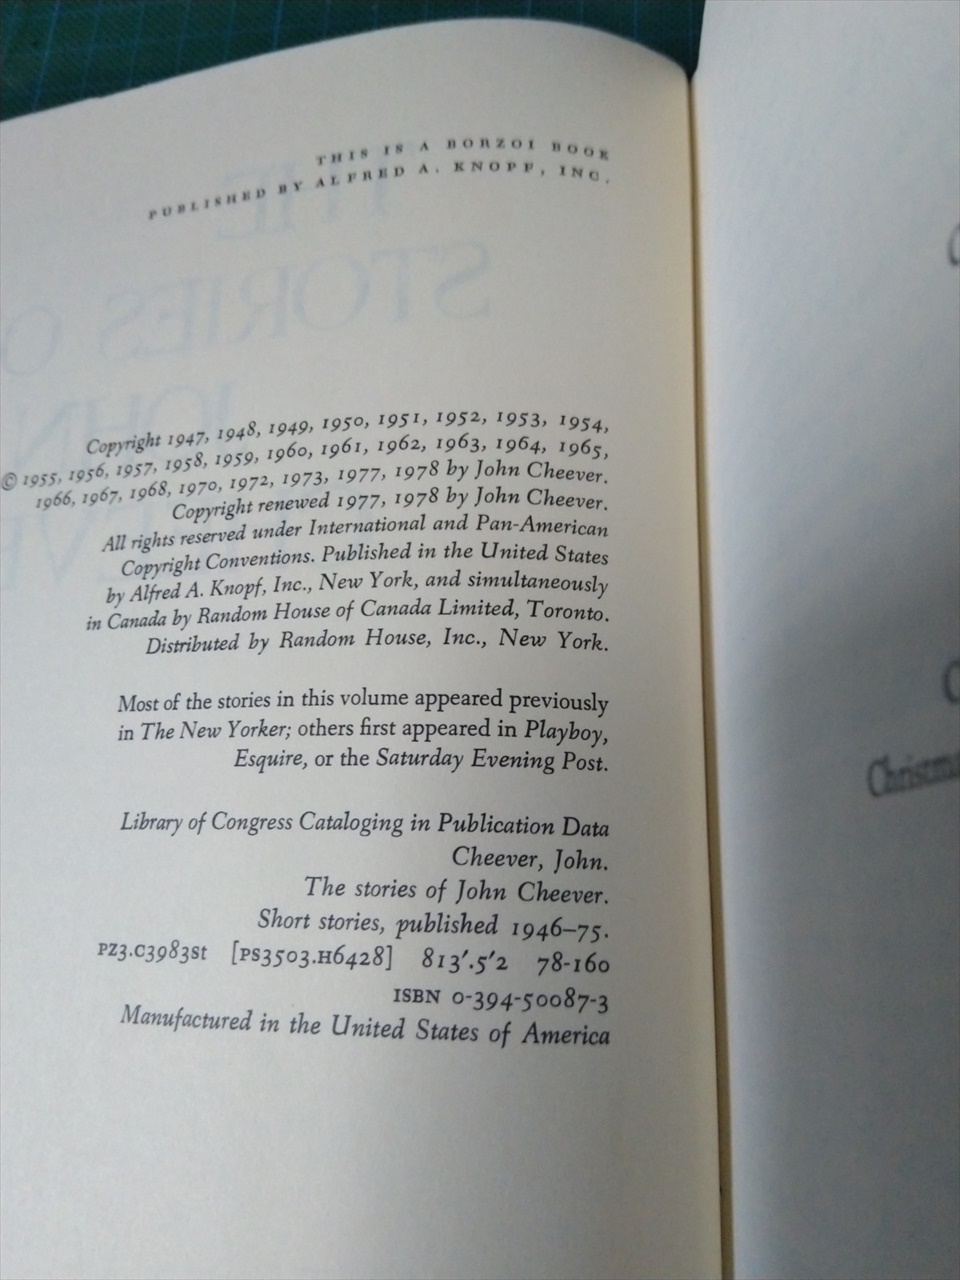 THIS IS A BORZOI BOOK
PUBLISHED BY ALFRED A. KNOPF, INC.
THE
STORIES O
JOHN
Copyright 1947, 1948, 1949, 1950, 1951, 1952, 1953, 1954,
© 1955, 1956, 1957, 1958, 1959, 1960, 1961, 1962, 1963, 1964, 1965,
1966, 1967, 1968, 1970, 1972, 1973, 1977, 1978 by John Cheever.
Copyright renewed 1977, 1978 by John Cheever.
All rights reserved under International and Pan-American
Copyright Conventions. Published in the United States
by Alfred A. Knopf, Inc., New York, and simultaneously
in Canada by Random House of Canada Limited, Toronto.
Distributed by Random House, Inc., New York.
Most of the stories in this volume appeared previously
in The New Yorker; others first appeared in Playboy,
Esquire, or the Saturday Evening Post.
Library of Congress Cataloging in Publication Data
Cheever, John.
The stories of John Cheever.
Short stories, published 1946–75.
PZ3.C3983St [PS3503.H6428] 813'.5'2 78-160
ISBN 0-394-50087-3
Manufactured in the United States of America